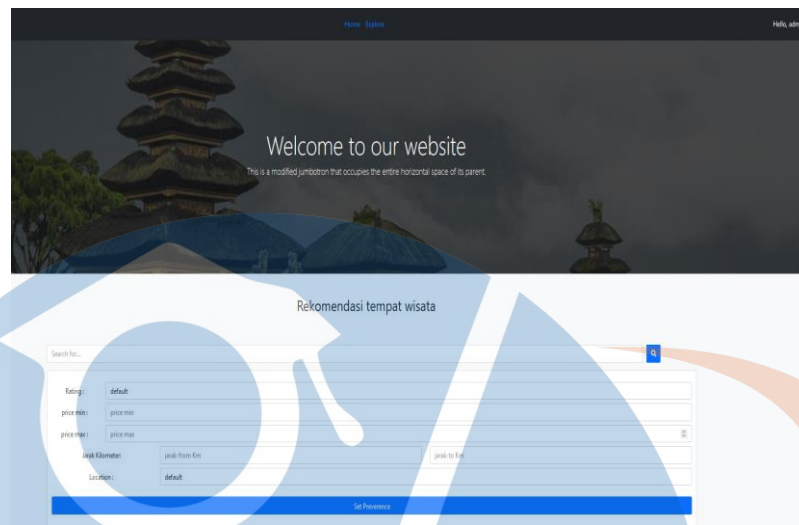 Home Explore
Hello, adm
Welcome to our website
This is a modified jumbotron that occupies the entire horizontal space of its parent.
Rekomendasi tempat wisata
Search for...
Rating : default
price min : price min
price max : price max
Jarak Kilometer: jarak from Km jarak to Km
Location : default
Set Preverence